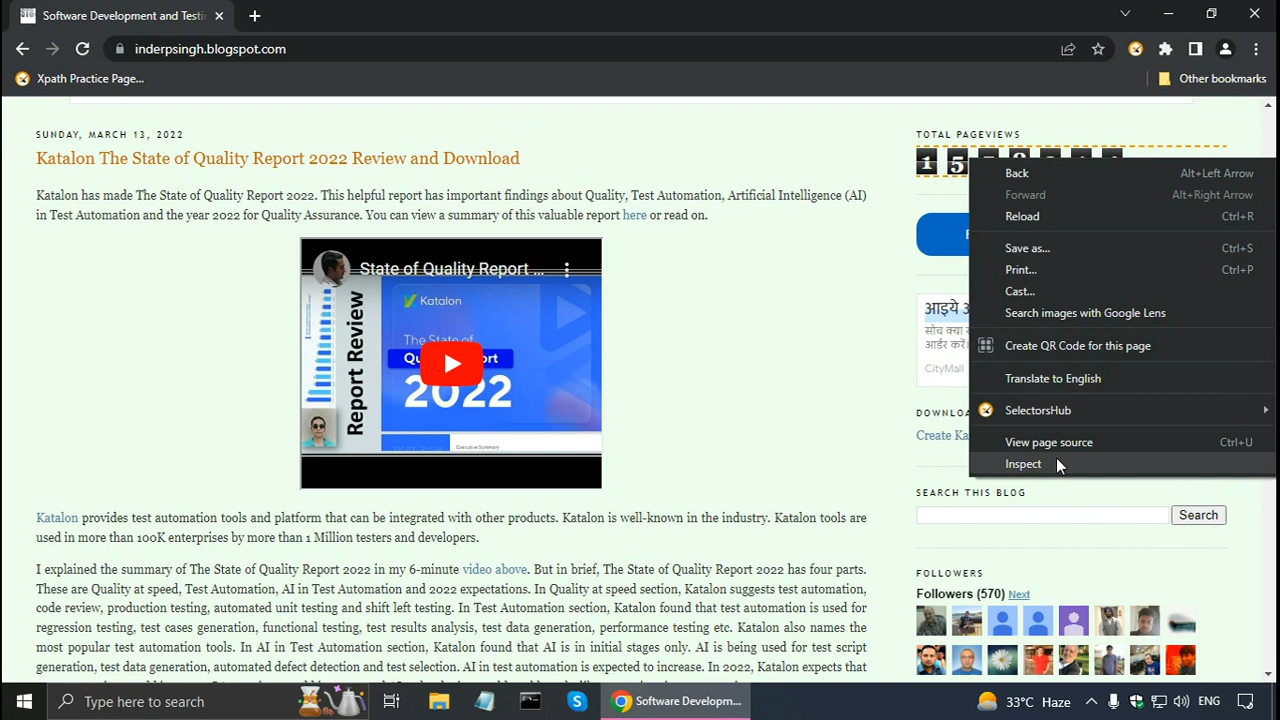 Software Development and Testi
inderpsingh.blogspot.com
Xpath Practice Page...
Other bookmarks
SUNDAY, MARCH 13, 2022
Katalon The State of Quality Report 2022 Review and Download
Katalon has made The State of Quality Report 2022. This helpful report has important findings about Quality, Test Automation, Artificial Intelligence (AI)
in Test Automation and the year 2022 for Quality Assurance. You can view a summary of this valuable report here or read on.
State of Quality Report ...
Katalon
The State of
Report Review
2022
Executive Summary
Katalon provides test automation tools and platform that can be integrated with other products. Katalon is well-known in the industry. Katalon tools are
used in more than 100K enterprises by more than 1 Million testers and developers.
I explained the summary of The State of Quality Report 2022 in my 6-minute video above. But in brief, The State of Quality Report 2022 has four parts.
These are Quality at speed, Test Automation, AI in Test Automation and 2022 expectations. In Quality at speed section, Katalon suggests test automation,
code review, production testing, automated unit testing and shift left testing. In Test Automation section, Katalon found that test automation is used for
regression testing, test cases generation, functional testing, test results analysis, test data generation, performance testing etc. Katalon also names the
most popular test automation tools. In AI in Test Automation section, Katalon found that AI is in initial stages only. AI is being used for test script
generation, test data generation, automated defect detection and test selection. AI in test automation is expected to increase. In 2022, Katalon expects that
TOTAL PAGEVIEWS
1 5
Back Alt+Left Arrow
Forward Alt+Right Arrow
Reload Ctrl+R
Save as... Ctrl+S
Print... Ctrl+P
Cast...
Search images with Google Lens
Create QR Code for this page
Translate to English
SelectorsHub
View page source Ctrl+U
Inspect
आइये
सोच क्या
ऑर्डर करें।
CityMall
DOWNLOA
Create Ka
SEARCH THIS BLOG
Search
FOLLOWERS
Followers (570) Next
Type here to search
Software Developm...
33°C Haze
ENG